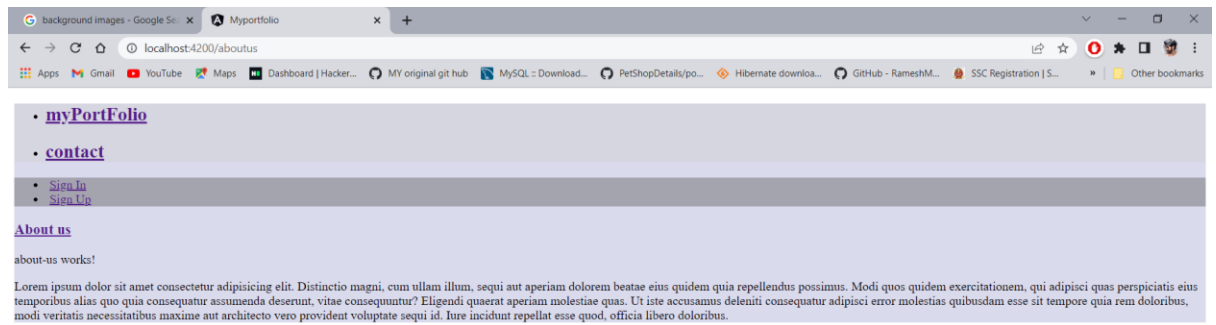 background images - Google Se
Myportfolio
localhost:4200/aboutus
Apps
Gmail
YouTube
Maps
Dashboard | Hacker...
MY original git hub
MySQL :: Download...
PetShopDetails/po...
Hibernate downloa...
GitHub - RameshM...
SSC Registration | S...
»
Other bookmarks
myPortFolio
contact
Sign In
Sign Up
About us
about-us works!
Lorem ipsum dolor sit amet consectetur adipisicing elit. Distinctio magni, cum ullam illum, sequi aut aperiam dolorem beatae eius quidem quia repellendus possimus. Modi quos quidem exercitationem, qui adipisci quas perspiciatis eius
temporibus alias quo quia consequatur assumenda deserunt, vitae consequuntur? Eligendi quaerat aperiam molestiae quas. Ut iste accusamus deleniti consequatur adipisci error molestias quibusdam esse sit tempore quia rem doloribus,
modi veritatis necessitatibus maxime aut architecto vero provident voluptate sequi id. Iure incidunt repellat esse quod, officia libero doloribus.